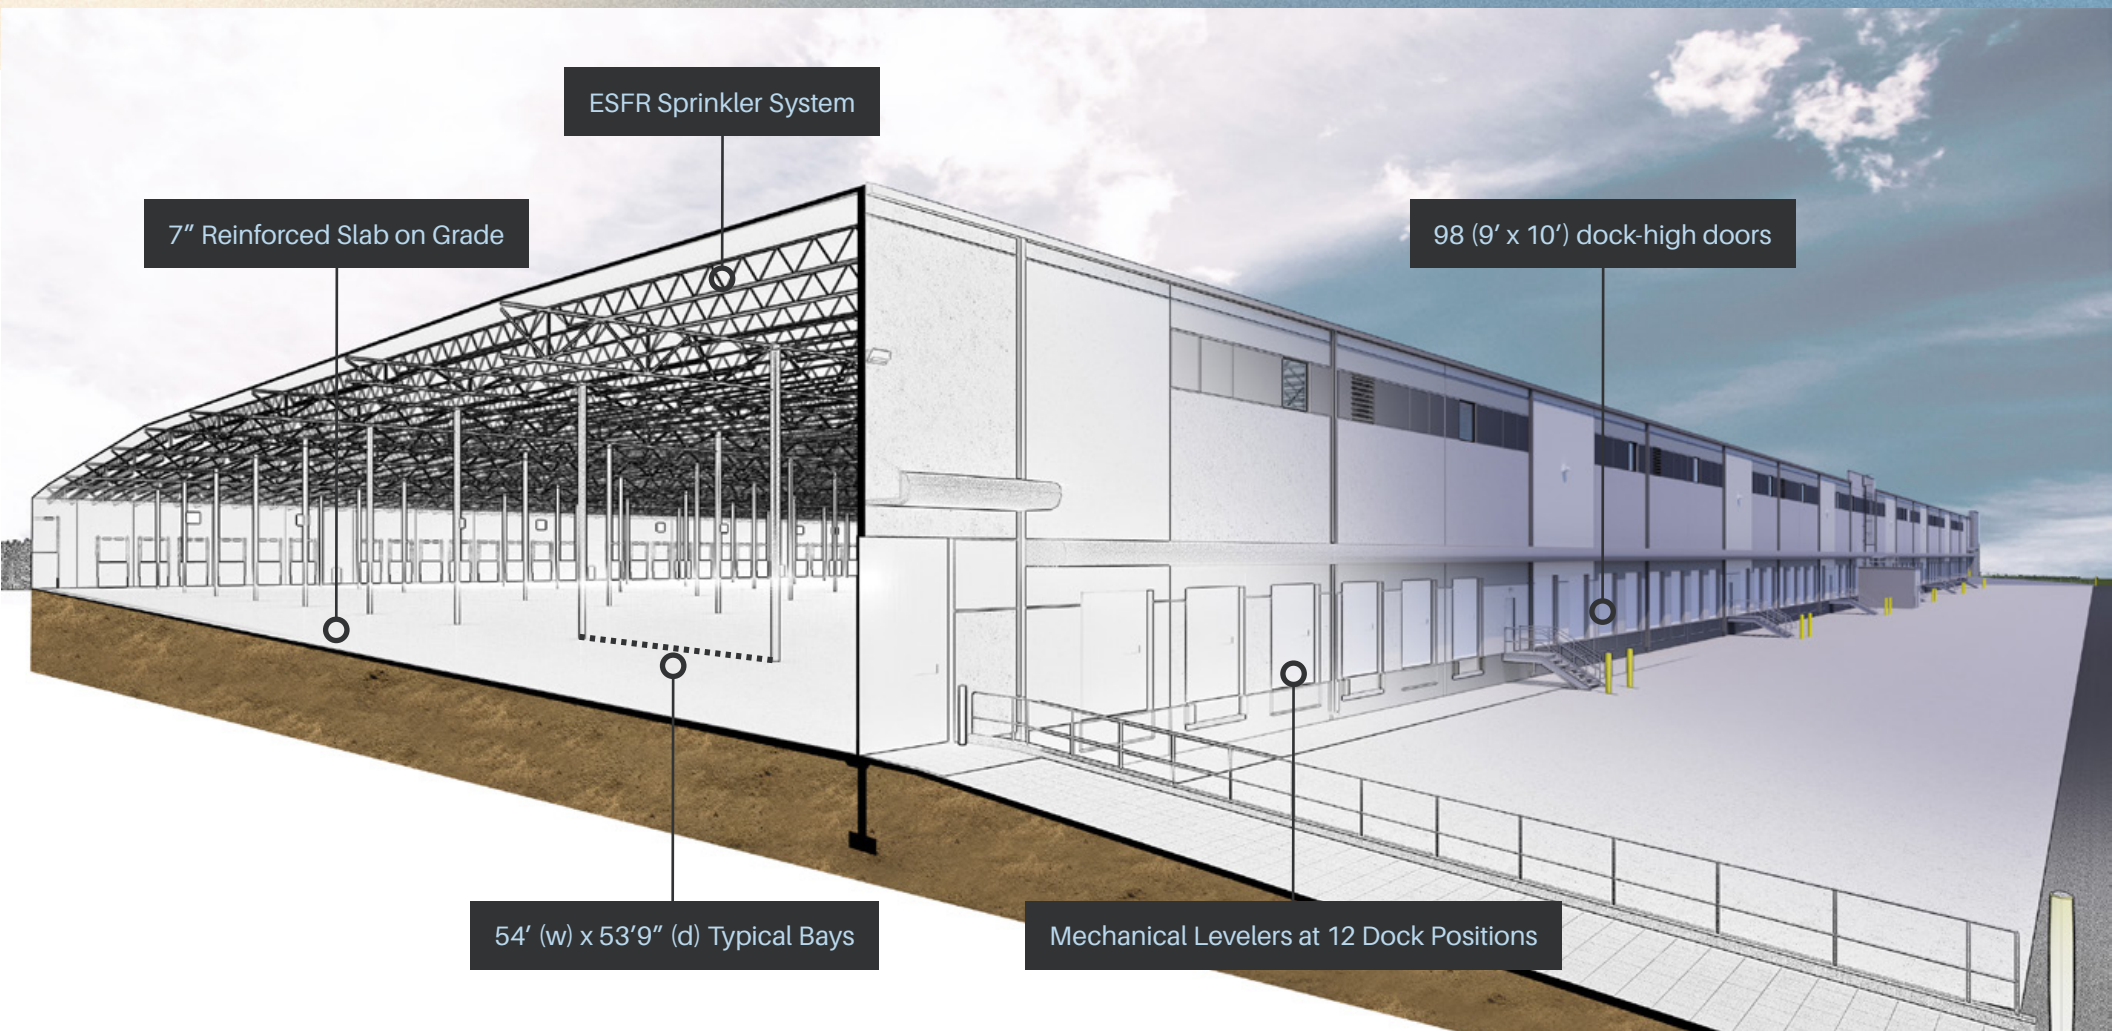 ESFR Sprinkler System
7” Reinforced Slab on Grade
98 (9’ x 10’) dock-high doors
54’ (w) x 53’9” (d) Typical Bays
Mechanical Levelers at 12 Dock Positions